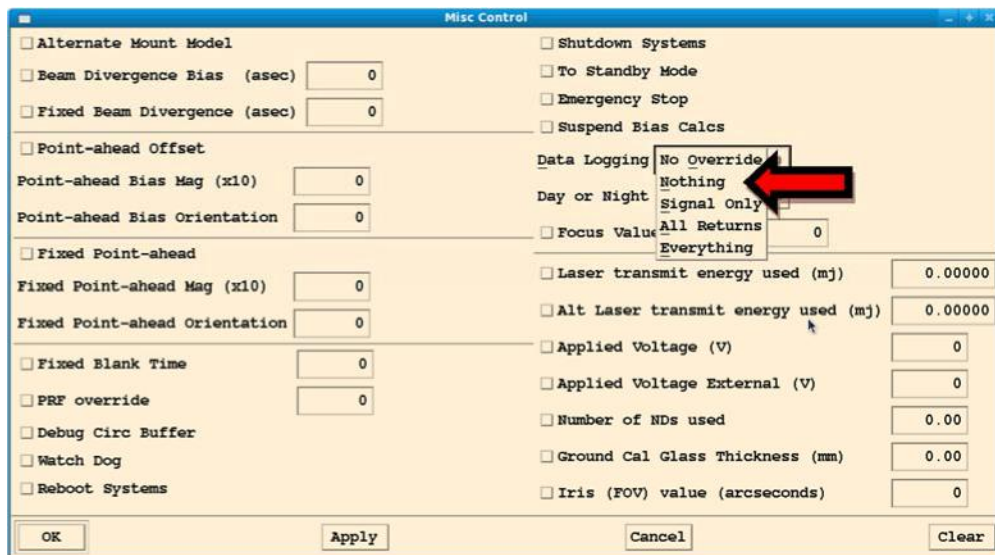 Misc Control
Alternate Mount Model
Beam Divergence Bias (asec) 0
Fixed Beam Divergence (asec) 0
Point-ahead Offset
Point-ahead Bias Mag (x10) 0
Point-ahead Bias Orientation 0
Fixed Point-ahead
Fixed Point-ahead Mag (x10) 0
Fixed Point-ahead Orientation 0
Fixed Blank Time 0
PRF override 0
Debug Circ Buffer
Watch Dog
Reboot Systems
Shutdown Systems
To Standby Mode
Emergency Stop
Suspend Bias Calcs
Data Logging No Override
Nothing
Day or Night
Signal Only
All Returns
Focus Value 0
Everything
Laser transmit energy used (mj) 0.00000
Alt Laser transmit energy used (mj) 0.00000
Applied Voltage (V) 0
Applied Voltage External (V) 0
Number of NDs used 0.00
Ground Cal Glass Thickness (mm) 0.00
Iris (FOV) value (arcseconds) 0
OK Apply Cancel Clear